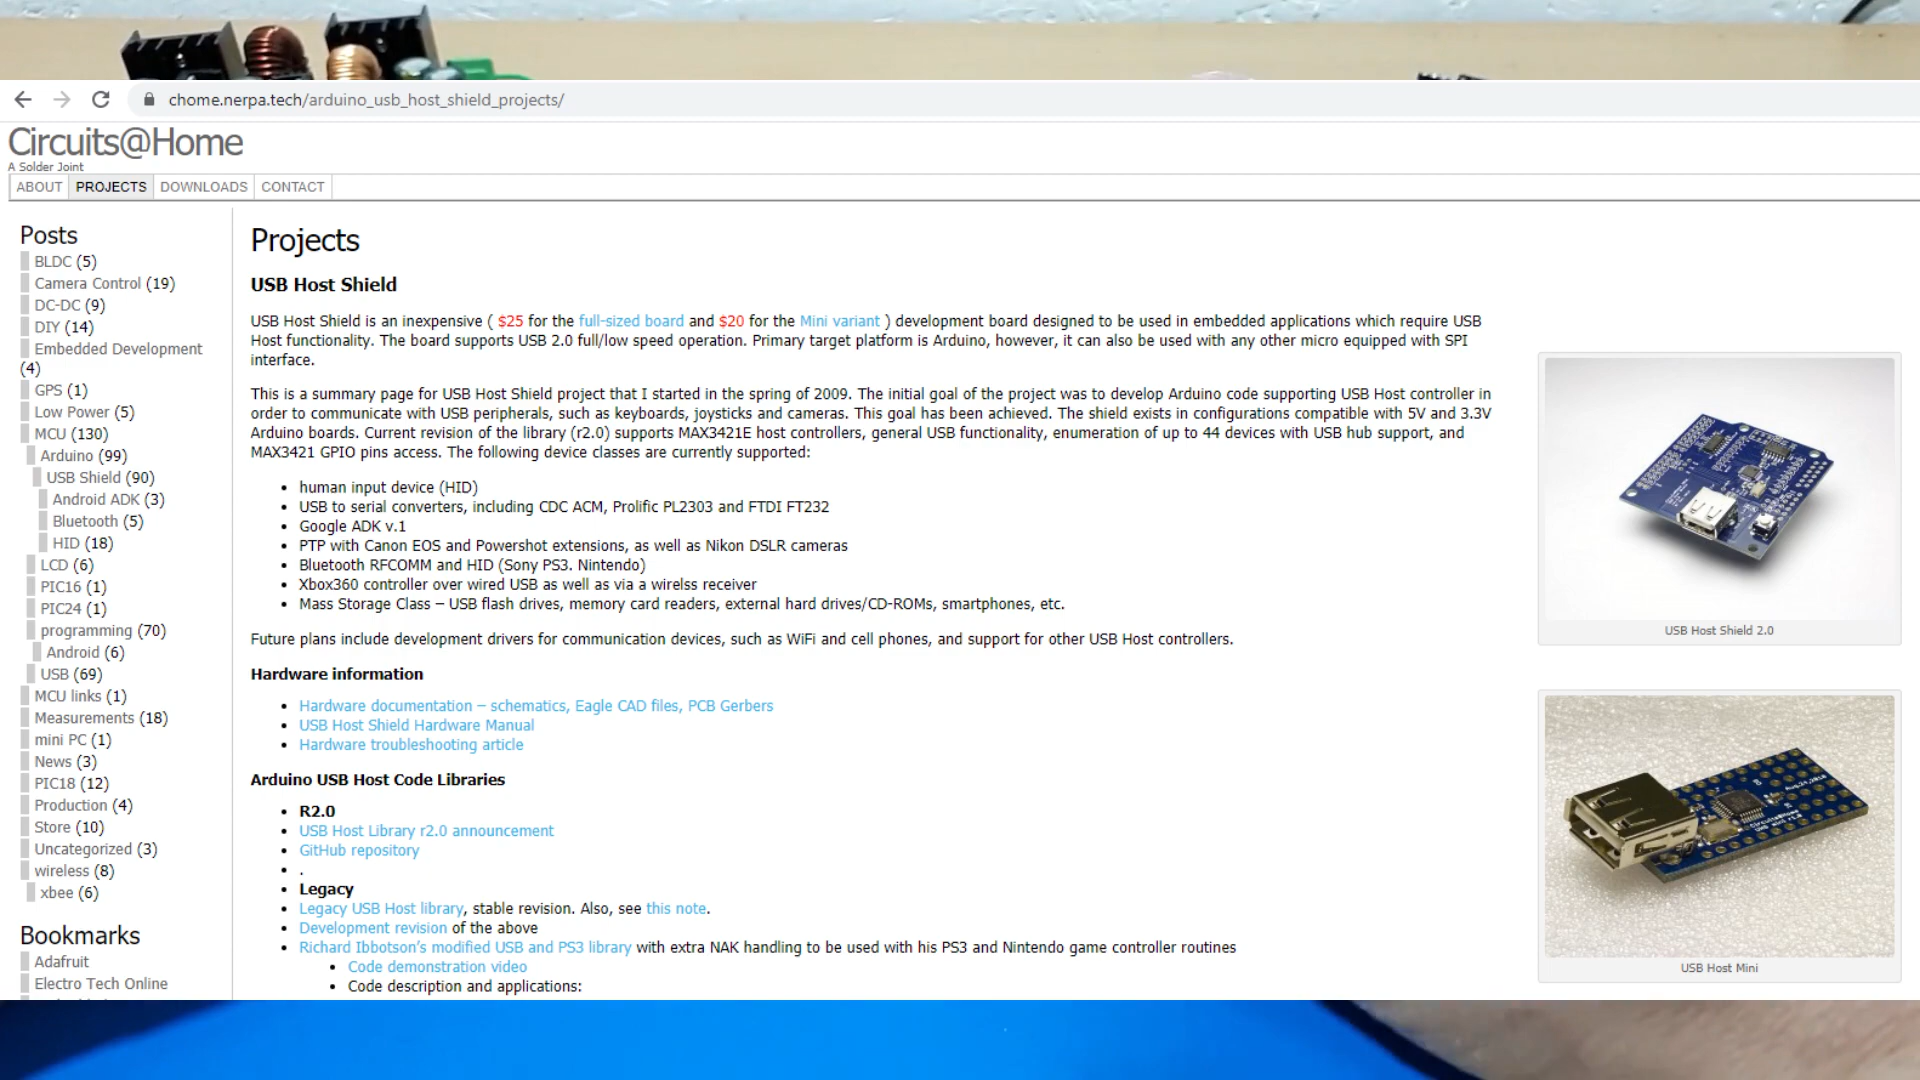 chome.nerpa.tech/arduino_usb_host_shield_projects/
Circuits@Home
A Solder Joint
ABOUT PROJECTS DOWNLOADS CONTACT
Posts
BLDC (5)
Camera Control (19)
DC-DC (9)
DIY (14)
Embedded Development
(4)
GPS (1)
Low Power (5)
MCU (130)
Arduino (99)
USB Shield (90)
Android ADK (3)
Bluetooth (5)
HID (18)
LCD (6)
PIC16 (1)
PIC24 (1)
programming (70)
Android (6)
USB (69)
MCU links (1)
Measurements (18)
mini PC (1)
News (3)
PIC18 (12)
Production (4)
Store (10)
Uncategorized (3)
wireless (8)
xbee (6)
Bookmarks
Adafruit
Electro Tech Online
Projects
USB Host Shield
USB Host Shield is an inexpensive ( $25 for the full-sized board and $20 for the Mini variant ) development board designed to be used in embedded applications which require USB
Host functionality. The board supports USB 2.0 full/low speed operation. Primary target platform is Arduino, however, it can also be used with any other micro equipped with SPI
interface.
This is a summary page for USB Host Shield project that I started in the spring of 2009. The initial goal of the project was to develop Arduino code supporting USB Host controller in
order to communicate with USB peripherals, such as keyboards, joysticks and cameras. This goal has been achieved. The shield exists in configurations compatible with 5V and 3.3V
Arduino boards. Current revision of the library (r2.0) supports MAX3421E host controllers, general USB functionality, enumeration of up to 44 devices with USB hub support, and
MAX3421 GPIO pins access. The following device classes are currently supported:
• human input device (HID)
• USB to serial converters, including CDC ACM, Prolific PL2303 and FTDI FT232
• Google ADK v.1
• PTP with Canon EOS and Powershot extensions, as well as Nikon DSLR cameras
• Bluetooth RFCOMM and HID (Sony PS3. Nintendo)
• Xbox360 controller over wired USB as well as via a wirelss receiver
• Mass Storage Class – USB flash drives, memory card readers, external hard drives/CD-ROMs, smartphones, etc.
Future plans include development drivers for communication devices, such as WiFi and cell phones, and support for other USB Host controllers.
Hardware information
• Hardware documentation – schematics, Eagle CAD files, PCB Gerbers
• USB Host Shield Hardware Manual
• Hardware troubleshooting article
Arduino USB Host Code Libraries
• R2.0
• USB Host Library r2.0 announcement
• GitHub repository
• .
• Legacy
• Legacy USB Host library, stable revision. Also, see this note.
• Development revision of the above
• Richard Ibbotson's modified USB and PS3 library with extra NAK handling to be used with his PS3 and Nintendo game controller routines
• Code demonstration video
• Code description and applications:
USB Host Shield 2.0
Circuits@Home
USB Host Mini